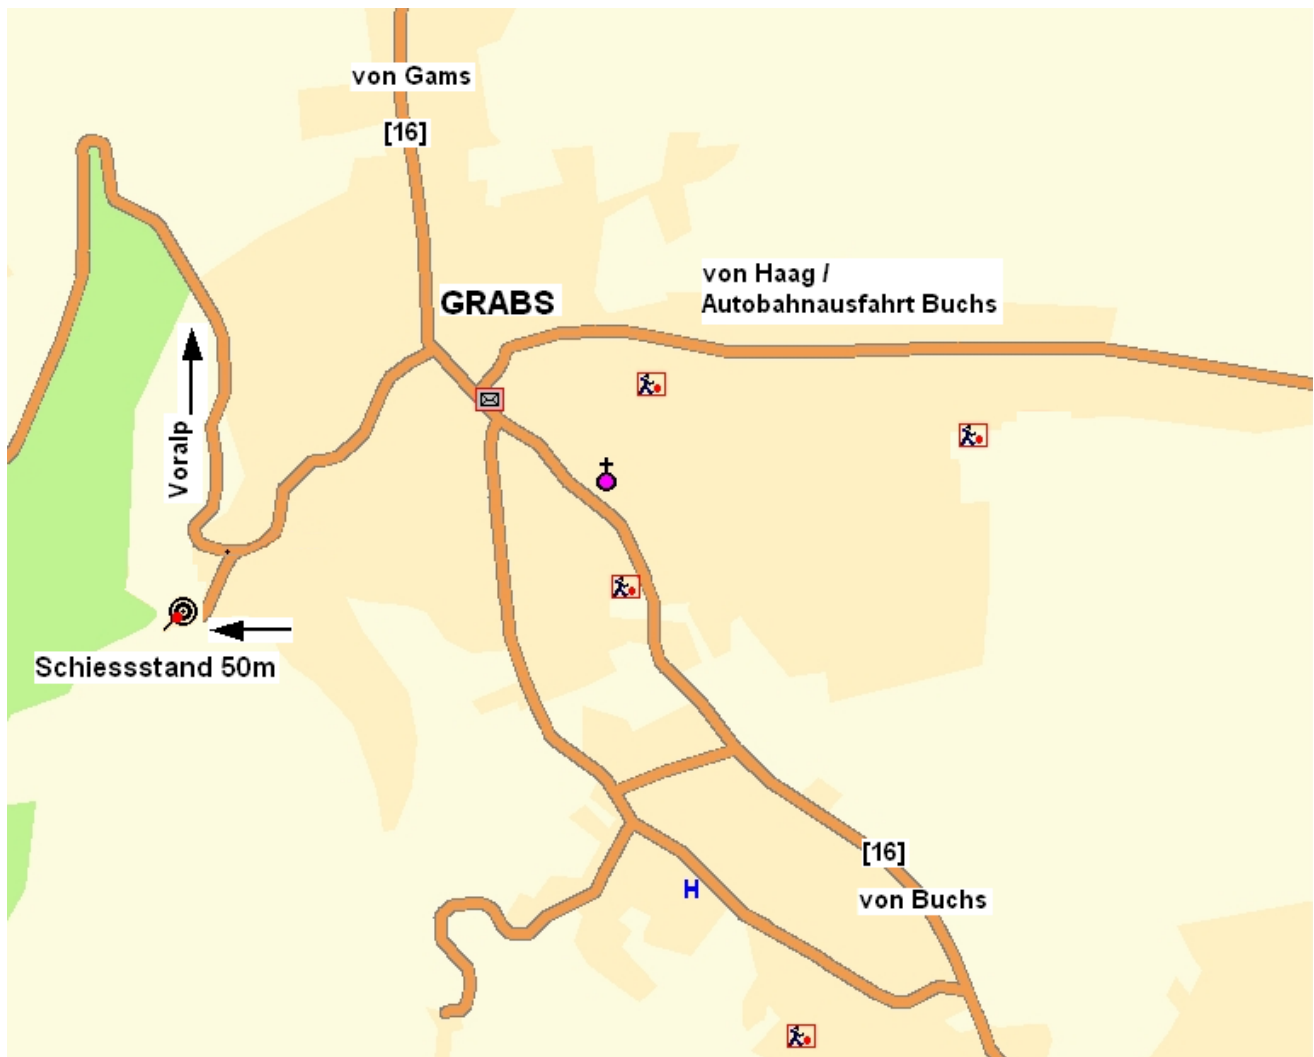 von Gams
[16]
von Haag /
Autobahnausfahrt Buchs
GRABS
Voralp
Schiessstand 50m
[16]
H
von Buchs